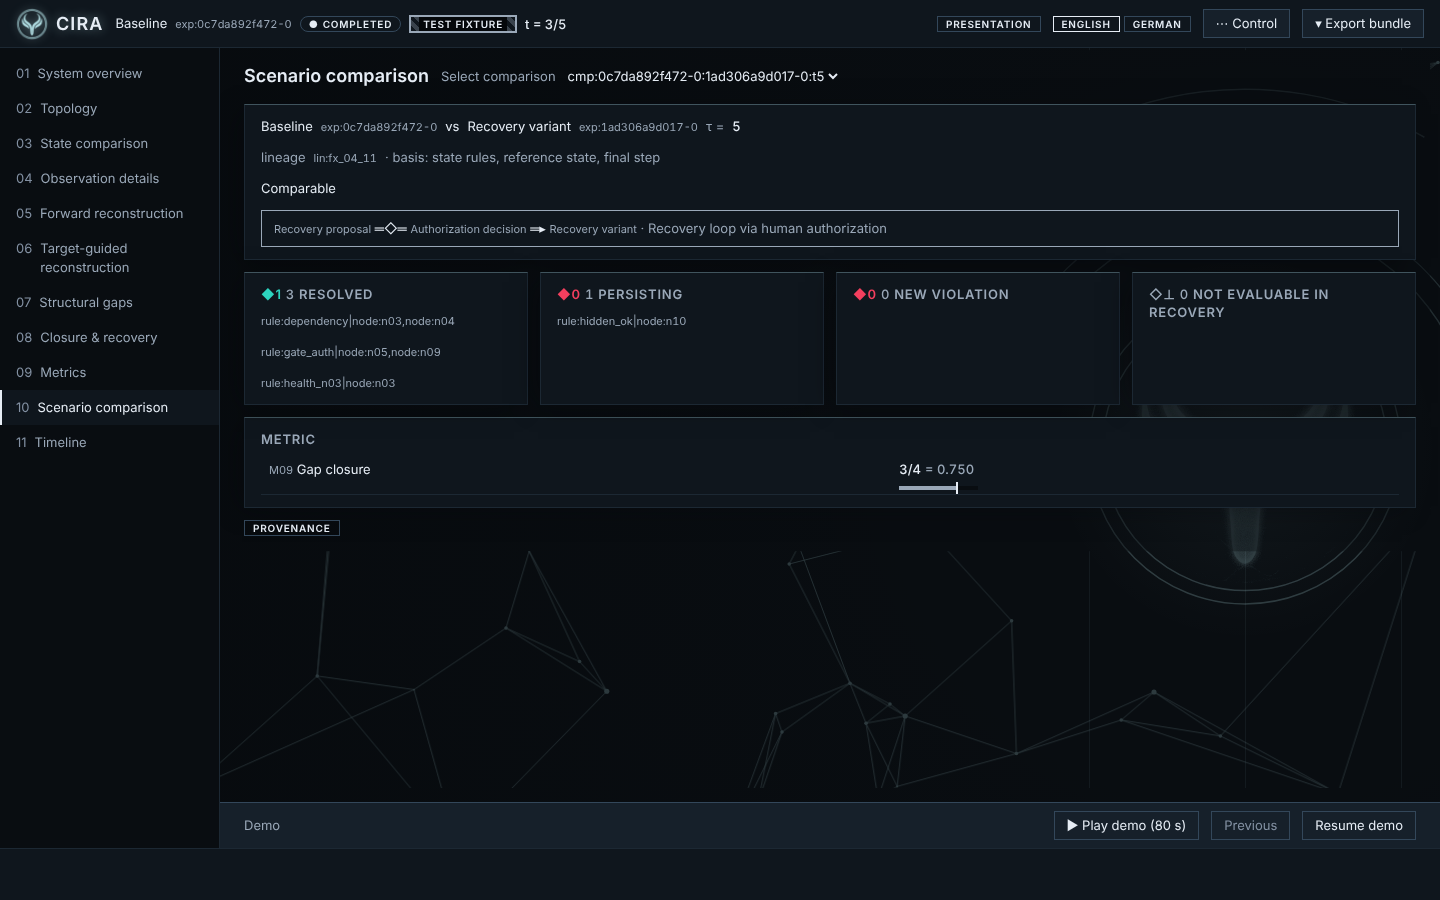 CIRA Baseline exp:0c7da892f472-0 ● COMPLETED TEST FIXTURE t = 3/5 PRESENTATION ENGLISH GERMAN ··· Control ▾ Export bundle
01 System overview
02 Topology
03 State comparison
04 Observation details
05 Forward reconstruction
06 Target-guided
reconstruction
07 Structural gaps
08 Closure & recovery
09 Metrics
10 Scenario comparison
11 Timeline
Scenario comparison Select comparison cmp:0c7da892f472-0:1ad306a9d017-0:t5
Baseline exp:0c7da892f472-0 vs Recovery variant exp:1ad306a9d017-0 τ = 5
lineage lin:fx_04_11 · basis: state rules, reference state, final step
Comparable
Recovery proposal ═◇═ Authorization decision ═▸ Recovery variant · Recovery loop via human authorization
◆1 3 RESOLVED
rule:dependency|node:n03,node:n04
rule:gate_auth|node:n05,node:n09
rule:health_n03|node:n03
◆0 1 PERSISTING
rule:hidden_ok|node:n10
◆0 0 NEW VIOLATION
◇⊥ 0 NOT EVALUABLE IN
RECOVERY
METRIC
M09 Gap closure 3/4 = 0.750
PROVENANCE
Demo ▶ Play demo (80 s) Previous Resume demo